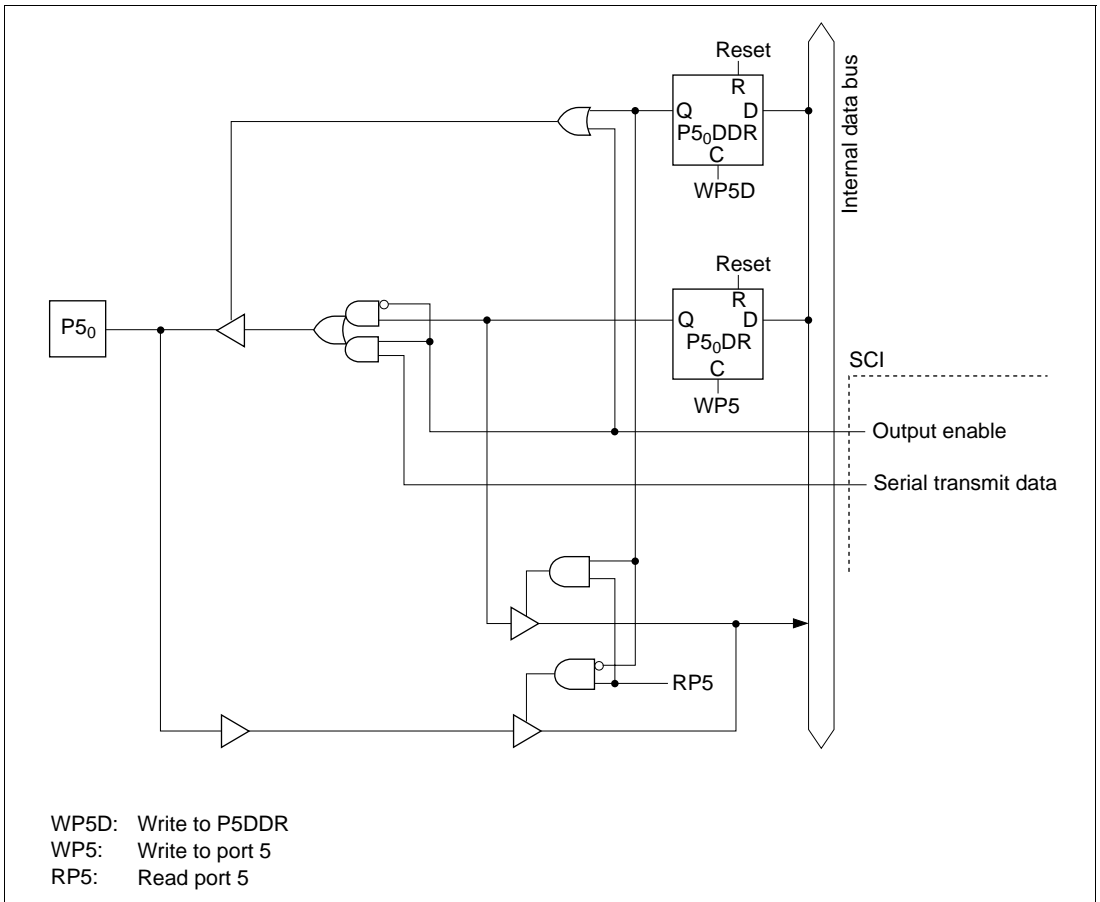 Reset
R
Q D
P5₀DDR
C
WP5D
Internal data bus
Reset
R
P5₀
Q D
P5₀DR
C
WP5
SCI
Output enable
Serial transmit data
RP5
WP5D: Write to P5DDR
WP5: Write to port 5
RP5: Read port 5